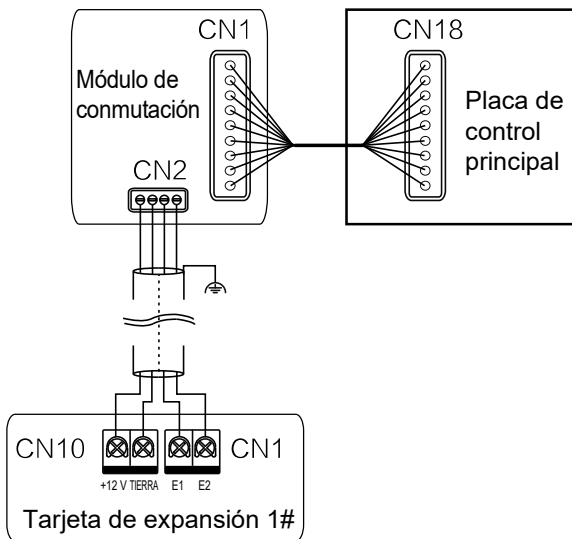 CN1
CN18
Módulo de
conmutación
Placa de
control
principal
CN2
CN10
CN1
+12 V TIERRA E1 E2
Tarjeta de expansión 1#